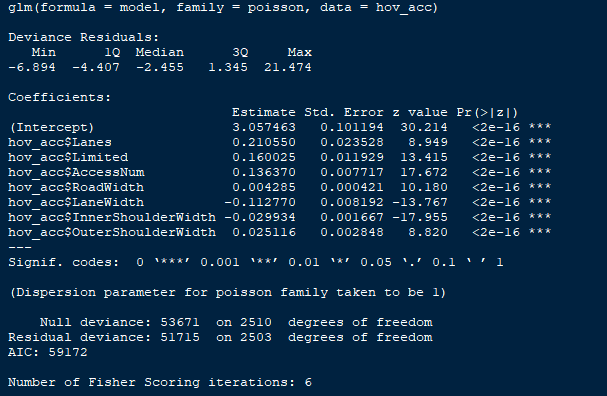 glm(formula = model, family = poisson, data = hov_acc)
Deviance Residuals:
Min 1Q Median 3Q Max
-6.894 -4.407 -2.455 1.345 21.474
Coefficients:
Estimate Std. Error z value Pr(>|z|)
(Intercept) 3.057463 0.101194 30.214 <2e-16 ***
hov_acc$Lanes 0.210550 0.023528 8.949 <2e-16 ***
hov_acc$Limited 0.160025 0.011929 13.415 <2e-16 ***
hov_acc$AccessNum 0.136370 0.007717 17.672 <2e-16 ***
hov_acc$RoadWidth 0.004285 0.000421 10.180 <2e-16 ***
hov_acc$LaneWidth -0.112770 0.008192 -13.767 <2e-16 ***
hov_acc$InnerShoulderWidth -0.029934 0.001667 -17.955 <2e-16 ***
hov_acc$OuterShoulderWidth 0.025116 0.002848 8.820 <2e-16 ***
---
Signif. codes: 0 ‘***’ 0.001 ‘**’ 0.01 ‘*’ 0.05 ‘.’ 0.1 ‘ ’ 1
(Dispersion parameter for poisson family taken to be 1)
Null deviance: 53671 on 2510 degrees of freedom
Residual deviance: 51715 on 2503 degrees of freedom
AIC: 59172
Number of Fisher Scoring iterations: 6